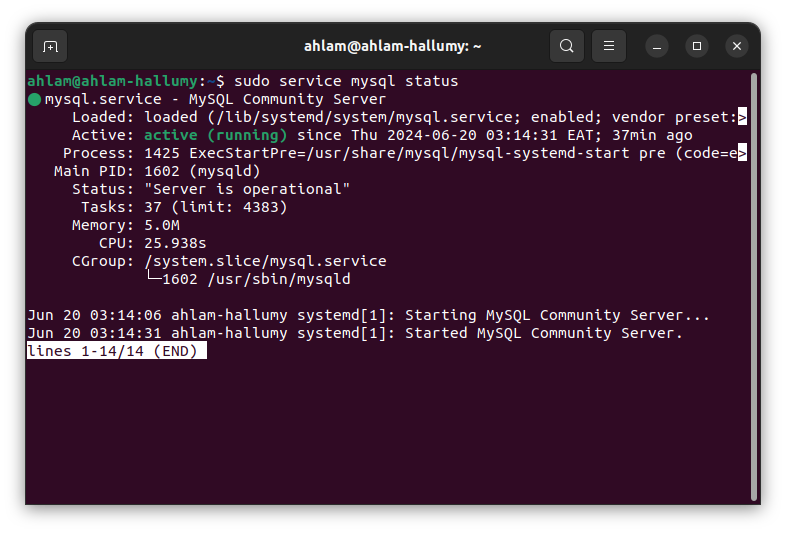 ahlam@ahlam-hallumy: ~
ahlam@ahlam-hallumy:~$ sudo service mysql status
● mysql.service - MySQL Community Server
     Loaded: loaded (/lib/systemd/system/mysql.service; enabled; vendor preset:>
     Active: active (running) since Thu 2024-06-20 03:14:31 EAT; 37min ago
    Process: 1425 ExecStartPre=/usr/share/mysql/mysql-systemd-start pre (code=e>
   Main PID: 1602 (mysqld)
     Status: "Server is operational"
      Tasks: 37 (limit: 4383)
     Memory: 5.0M
        CPU: 25.938s
     CGroup: /system.slice/mysql.service
             └─1602 /usr/sbin/mysqld
Jun 20 03:14:06 ahlam-hallumy systemd[1]: Starting MySQL Community Server...
Jun 20 03:14:31 ahlam-hallumy systemd[1]: Started MySQL Community Server.
lines 1-14/14 (END)